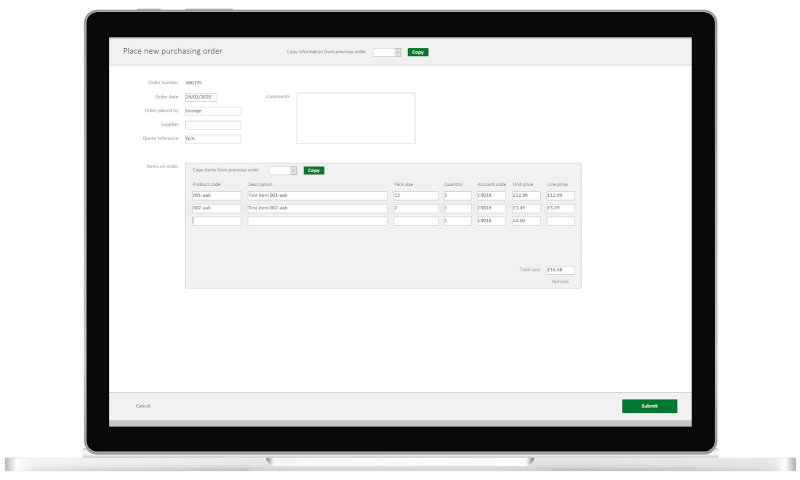 Place new purchasing order
Copy information from previous order
Copy
Order number 000195
Order date 24/02/2020
Comments
Order placed by George
Supplier
Quote reference N/A
Items on order
Copy items from previous order
Copy
Product code Description Pack size Quantity Account code Unit price Line price
001-aab Test Item 001-aab 12 1 C9018 £12.99 £12.99
002-aab Test Item 002-aab 2 1 C9018 £3.49 £3.49
1 C9018 £0.00
Total cost £16.48
Refresh
Cancel
Submit